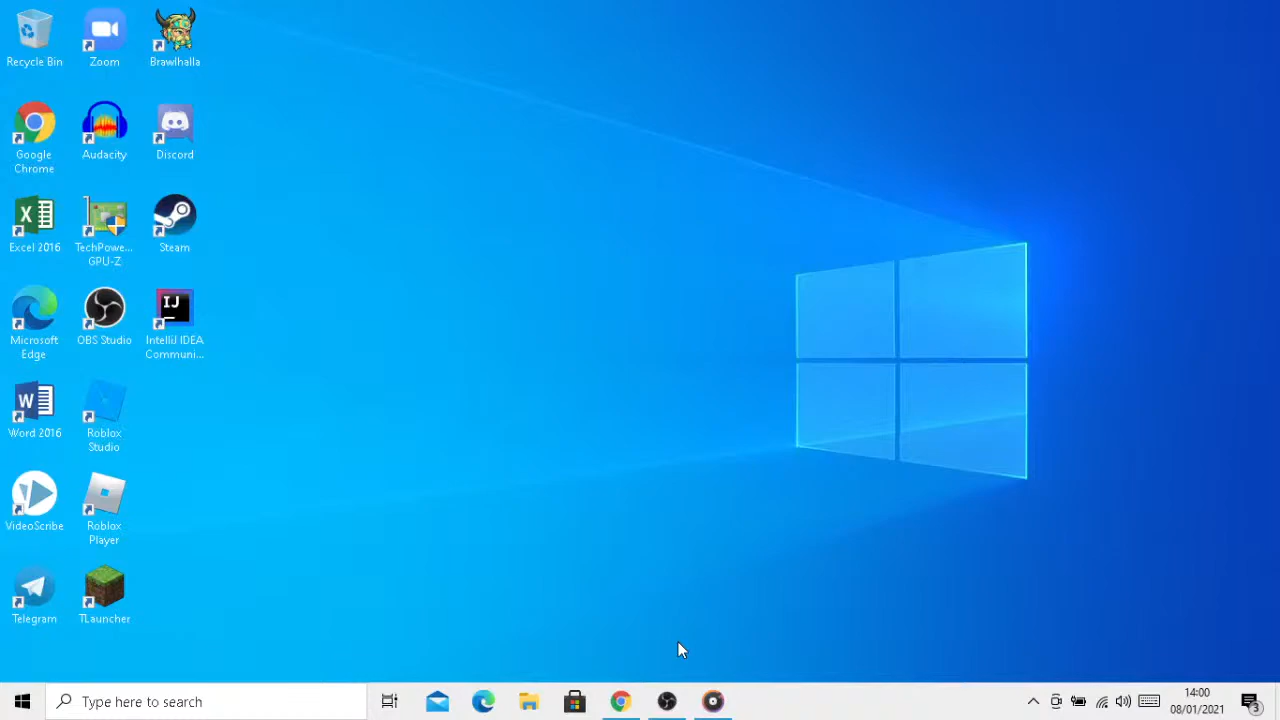 Recycle Bin
Zoom
Brawlhalla
Google
Chrome
Audacity
Discord
Excel 2016
TechPowe...
GPU-Z
Steam
Microsoft
Edge
OBS Studio
IJ
IntelliJ IDEA
Communi...
Word 2016
Roblox
Studio
VideoScribe
Roblox
Player
Telegram
TLauncher
Type here to search
14:00
08/01/2021
3